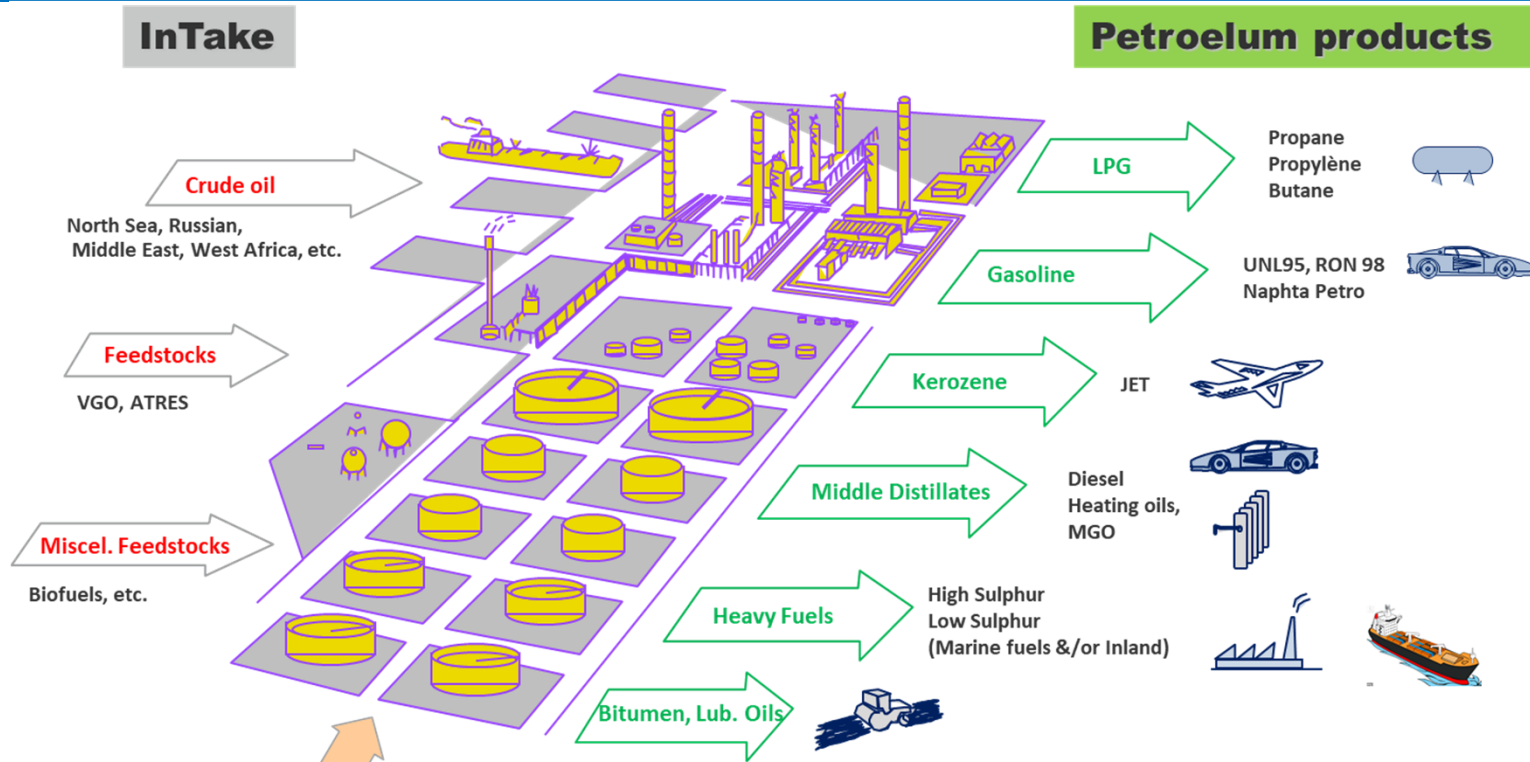 InTake
Petroelum products
Crude oil
North Sea, Russian,
Middle East, West Africa, etc.
Feedstocks
VGO, ATRES
Miscel. Feedstocks
Biofuels, etc.
LPG
Propane
Propylène
Butane
Gasoline
UNL95, RON 98
Naphta Petro
Kerozene
JET
Middle Distillates
Diesel
Heating oils,
MGO
Heavy Fuels
High Sulphur
Low Sulphur
(Marine fuels &/or Inland)
Bitumen, Lub. Oils